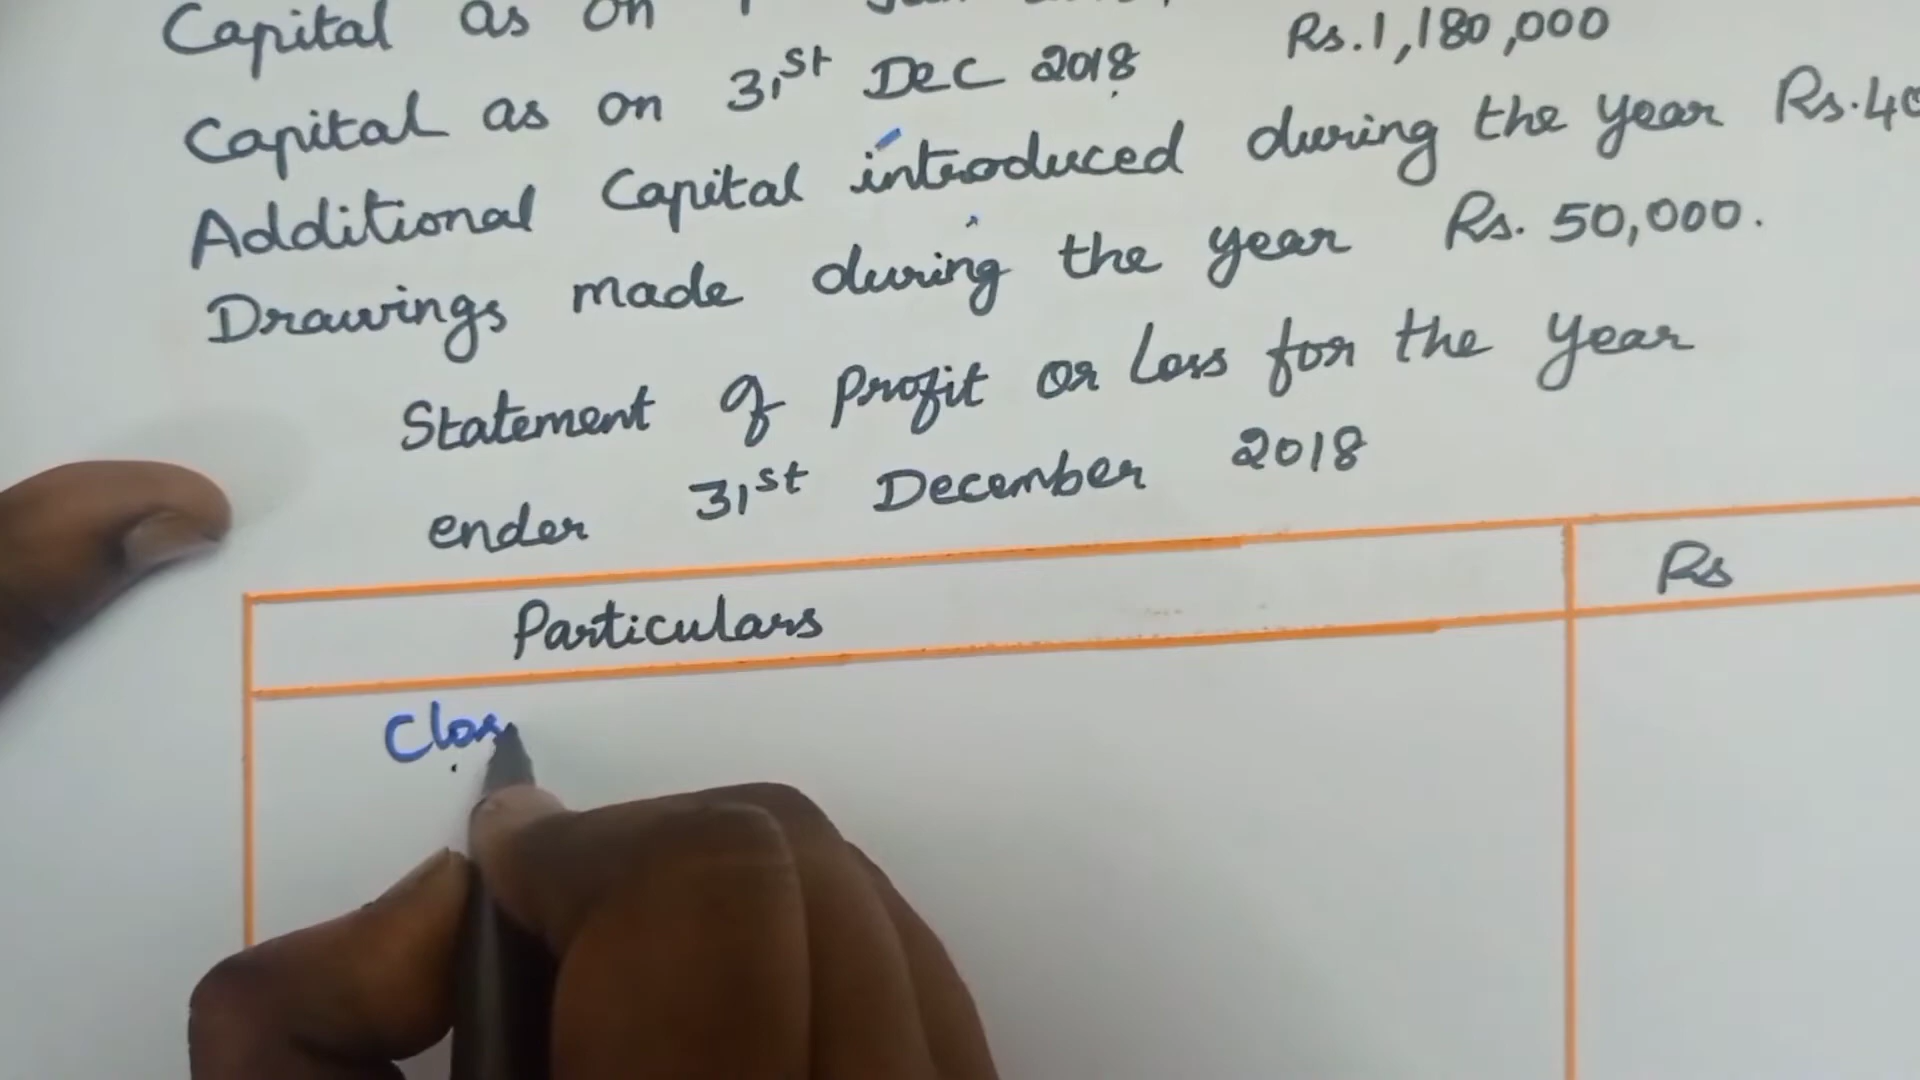 Capital as on
Capital as on 31st Dec 2018 Rs.1,180,000
Additional Capital introduced during the year Rs.40
Drawings made during the year Rs. 50,000.
Statement of Profit or Loss for the Year
ender 31st December 2018
Particulars Rs
Clos